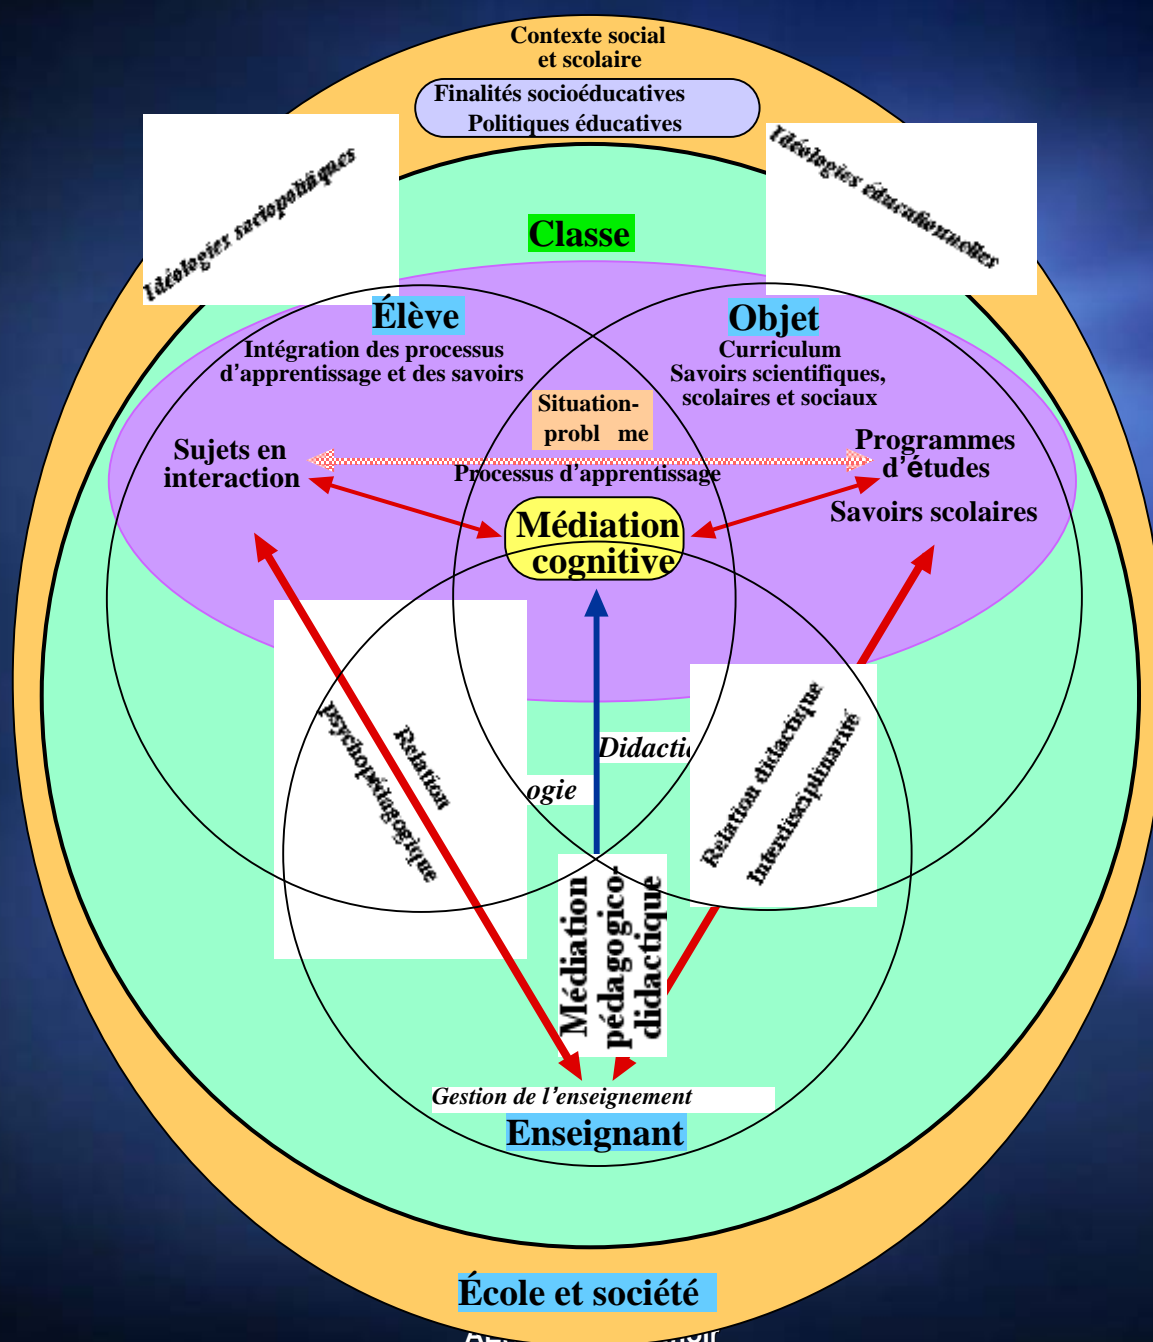 Contexte social
et scolaire
Finalités socioéducatives
Politiques éducatives
Idéologies sociopolitiques
Idéologies éducationnelles
Classe
Élève
Intégration des processus
d’apprentissage et des savoirs
Objet
Curriculum
Savoirs scientifiques,
scolaires et sociaux
Situation-
probl me
Sujets en
interaction
Programmes
d’études
Processus d’apprentissage
Savoirs scolaires
Médiation
cognitive
Relation
psychopédagogique
Didactic
ogie
Relation didactique
Interdisciplinarité
Médiation
pédagogico-
didactique
Gestion de l’enseignement
Enseignant
École et société